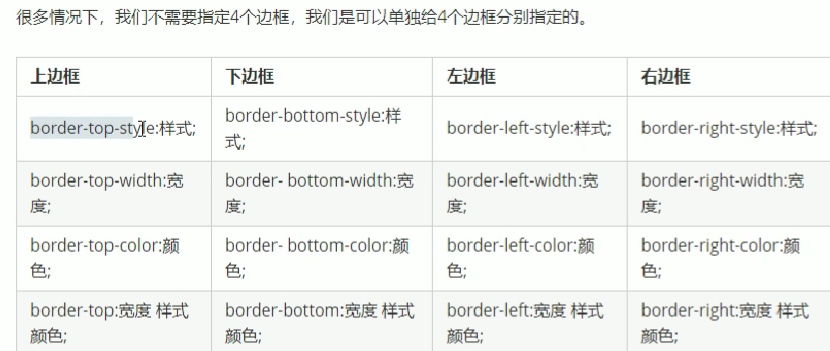 很多情况下，我们不需要指定4个边框，我们是可以单独给4个边框分别指定的。
上边框 下边框 左边框 右边框
border-top-style:样式; border-bottom-style:样式; border-left-style:样式; border-right-style:样式;
border-top-width:宽度; border- bottom-width:宽度; border-left-width:宽度; border-right-width:宽度;
border-top-color:颜色; border- bottom-color:颜色; border-left-color:颜色; border-right-color:颜色;
border-top:宽度 样式 颜色; border-bottom:宽度 样式 颜色; border-left:宽度 样式 颜色; border-right:宽度 样式 颜色;